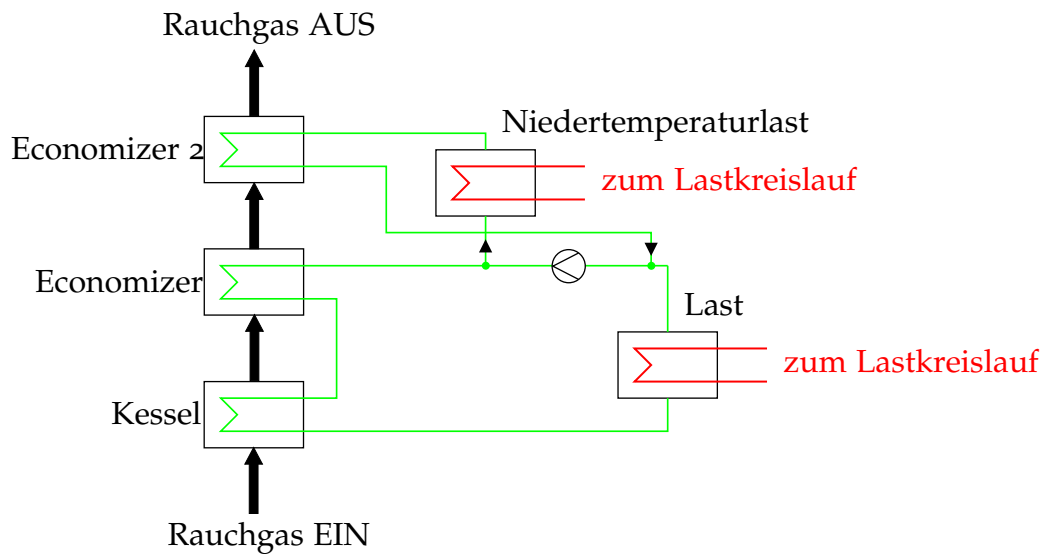 Rauchgas AUS
Niedertemperaturlast
Economizer 2
zum Lastkreislauf
Economizer
Last
zum Lastkreislauf
Kessel
Rauchgas EIN